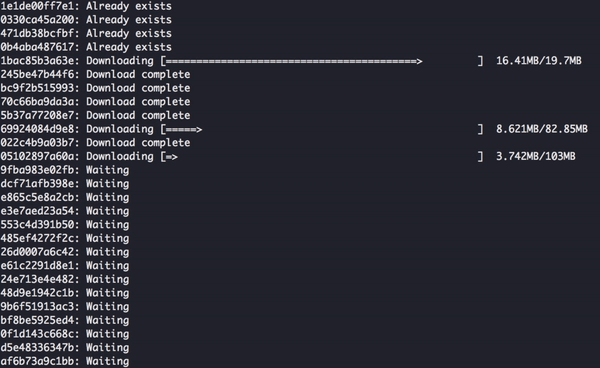 1e1de00ff7e1: Already exists
0330ca45a200: Already exists
471db38bcfbf: Already exists
0b4aba487617: Already exists
1bac85b3a63e: Downloading [=========================================>         ]  16.41MB/19.7MB
245be47b44f6: Download complete
bc9f2b515993: Download complete
70c66ba9da3a: Download complete
5b37a77208e7: Download complete
69924084d9e8: Downloading [=====>                                             ]  8.621MB/82.85MB
022c4b9a03b7: Download complete
05102897a60a: Downloading [=>                                                 ]  3.742MB/103MB
9fba983e02fb: Waiting
dcf71afb398e: Waiting
e865c5e8a2cb: Waiting
e3e7aed23a54: Waiting
553c4d391b50: Waiting
485ef4272f2c: Waiting
26d0007a6c42: Waiting
e61c2291d8e1: Waiting
24e713e4e482: Waiting
48d9e1942c1b: Waiting
9b6f51913ac3: Waiting
bf8be5925ed4: Waiting
0f1d143c668c: Waiting
d5e48336347b: Waiting
af6b73a9c1bb: Waiting